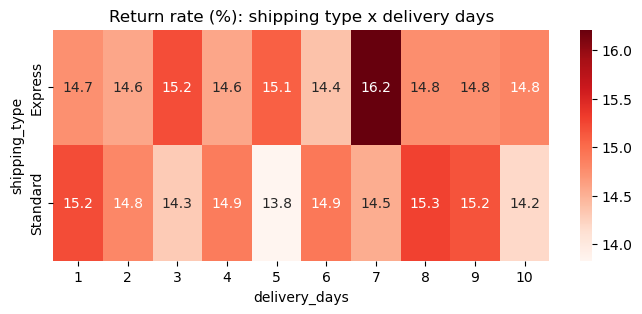 Return rate (%): shipping type x delivery days
shipping_type
Express
14.7 14.6 15.2 14.6 15.1 14.4 16.2 14.8 14.8 14.8
Standard
15.2 14.8 14.3 14.9 13.8 14.9 14.5 15.3 15.2 14.2
1 2 3 4 5 6 7 8 9 10
delivery_days
16.0
15.5
15.0
14.5
14.0